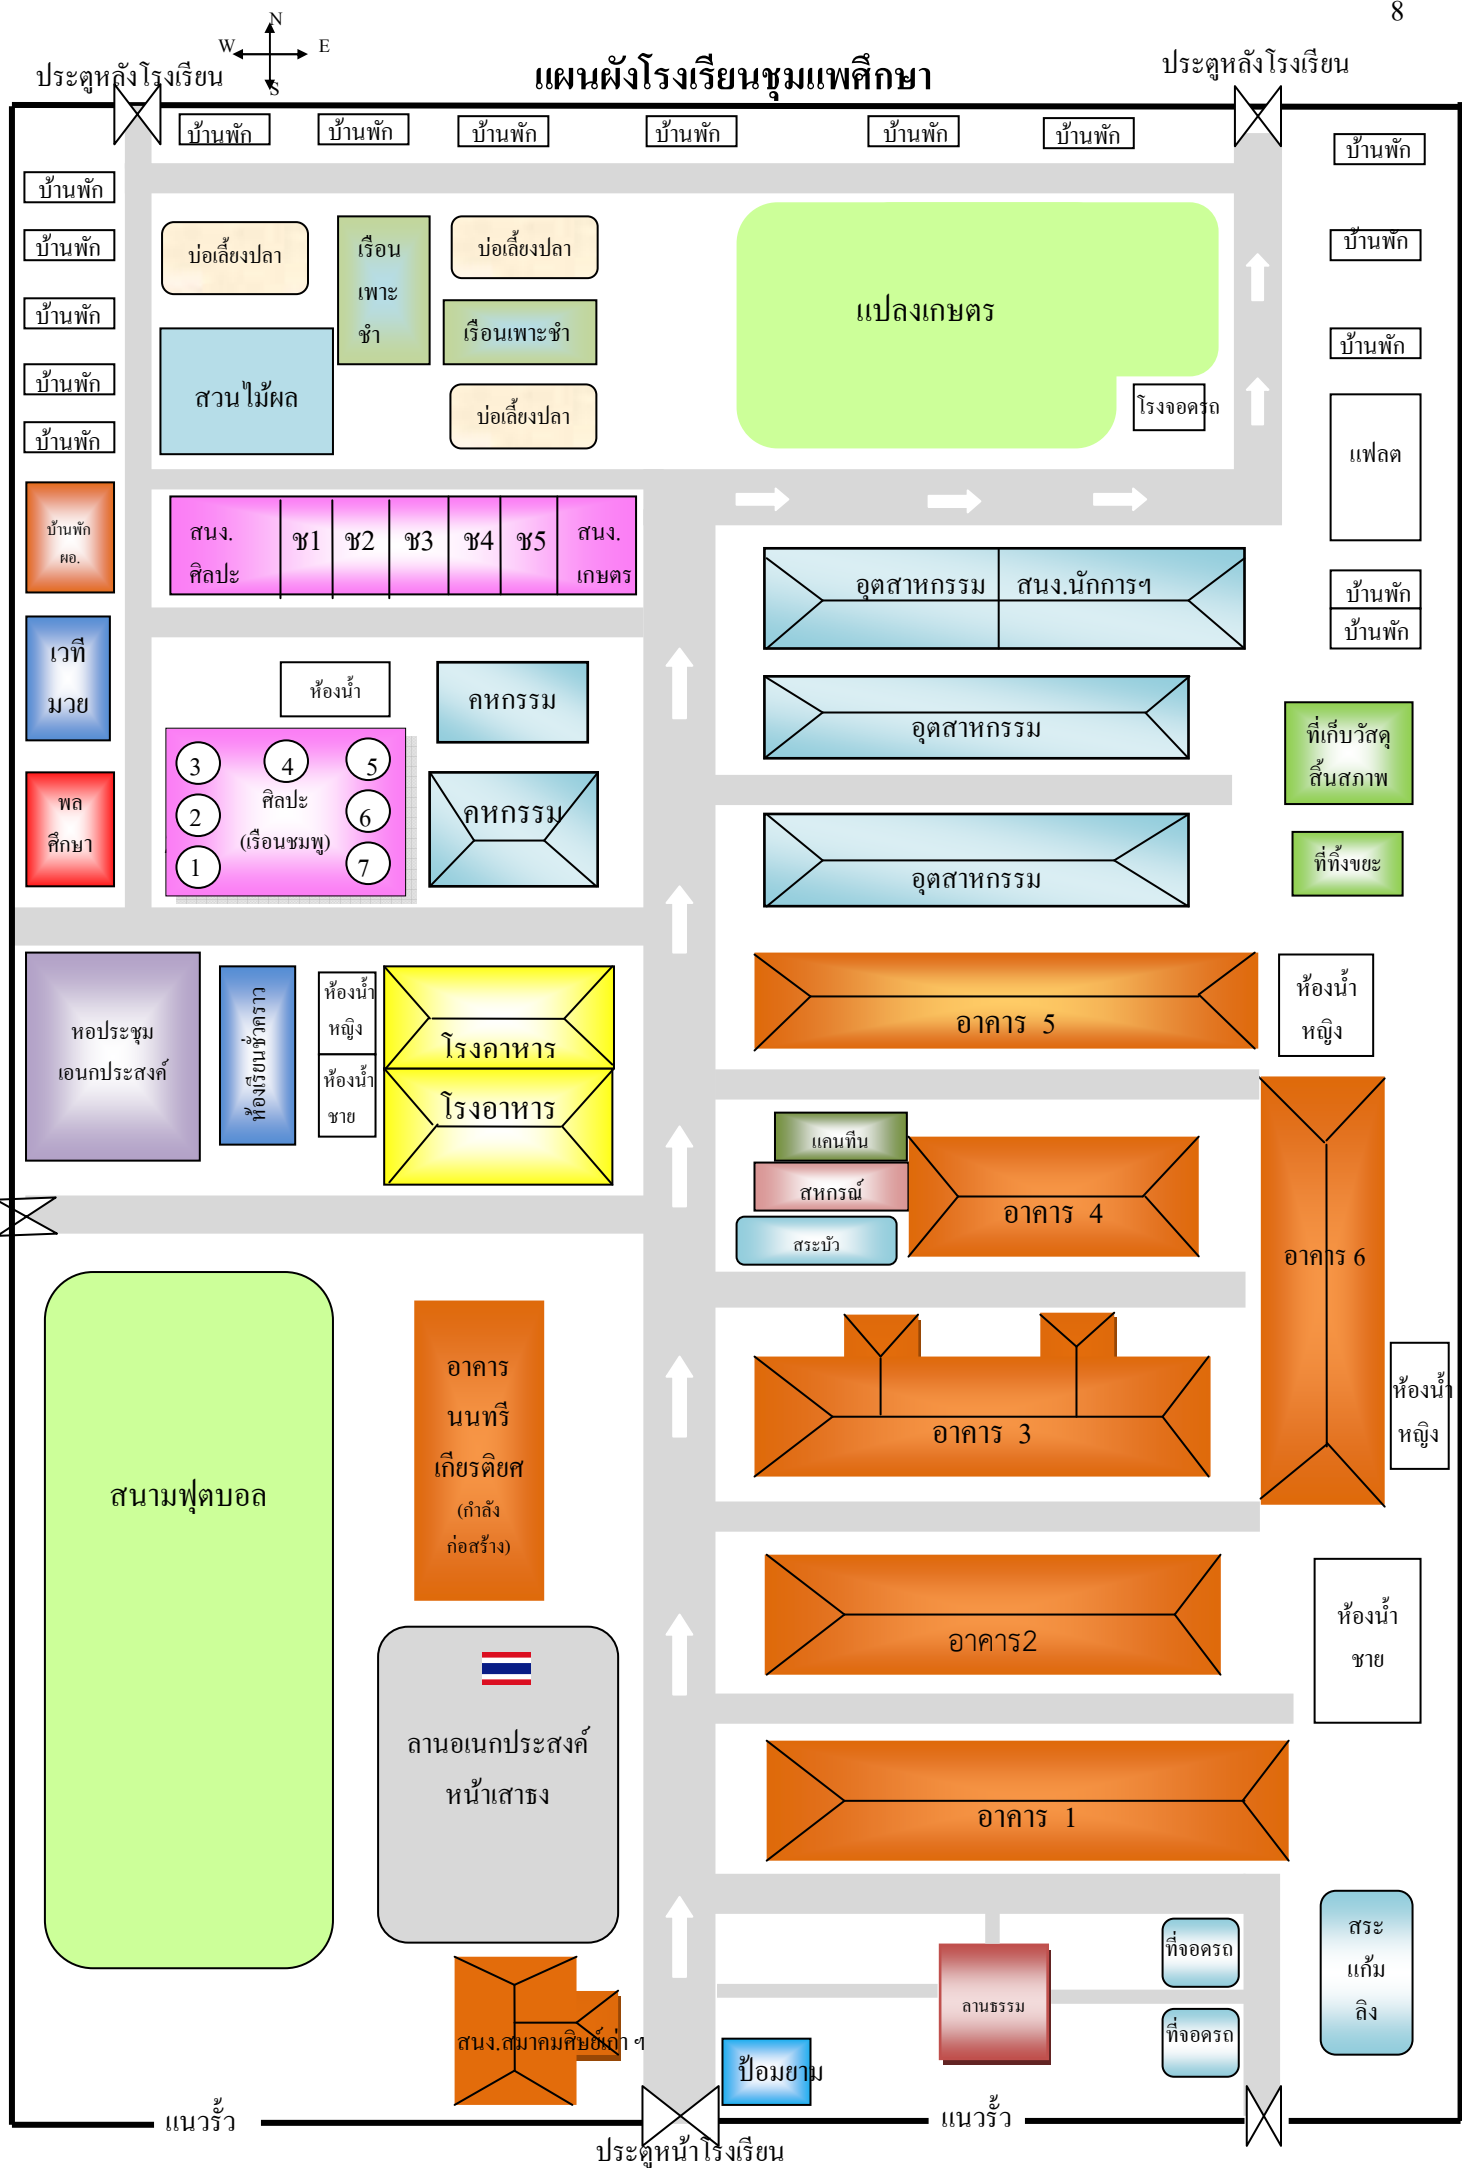 8
N
W
E
S
ประตูหลังโรงเรียน
แผนผังโรงเรียนชุมแพศึกษา
ประตูหลังโรงเรียน
บ้านพัก
บ้านพัก
บ้านพัก
บ้านพัก
บ้านพัก
บ้านพัก
บ้านพัก
บ้านพัก
บ้านพัก
บ้านพัก
บ้านพัก
บ้านพัก
บ้านพัก
บ้านพัก
บ่อเลี้ยงปลา
เรือน
เพาะ
ชำ
บ่อเลี้ยงปลา
เรือนเพาะชำ
บ่อเลี้ยงปลา
สวนไม้ผล
แปลงเกษตร
โรงจอดรถ
แฟลต
บ้านพัก
ผอ.
สนง.
ศิลปะ
ช1
ช2
ช3
ช4
ช5
สนง.
เกษตร
อุตสาหกรรม
สนง.นักการฯ
บ้านพัก
บ้านพัก
เวที
มวย
ห้องน้ำ
คหกรรม
อุตสาหกรรม
ที่เก็บวัสดุ
สิ้นสภาพ
พล
ศึกษา
3
4
5
2
6
1
7
ศิลปะ
(เรือนชมพู)
คหกรรม
อุตสาหกรรม
ที่ทิ้งขยะ
หอประชุม
เอนกประสงค์
ห้องเรียนชั่วคราว
ห้องน้ำ
หญิง
ห้องน้ำ
ชาย
โรงอาหาร
โรงอาหาร
อาคาร 5
ห้องน้ำ
หญิง
แคนทีน
สหกรณ์
สระบัว
อาคาร 4
อาคาร 6
อาคาร 3
ห้องน้ำ
หญิง
สนามฟุตบอล
อาคาร
นนทรี
เกียรติยศ
(กำลัง
ก่อสร้าง)
อาคาร2
ห้องน้ำ
ชาย
ลานอเนกประสงค์
หน้าเสาธง
อาคาร 1
สนง.สมาคมศิษย์เก่า ฯ
ลานธรรม
ที่จอดรถ
ที่จอดรถ
สระ
แก้ม
ลิง
ป้อมยาม
แนวรั้ว
แนวรั้ว
ประตูหน้าโรงเรียน